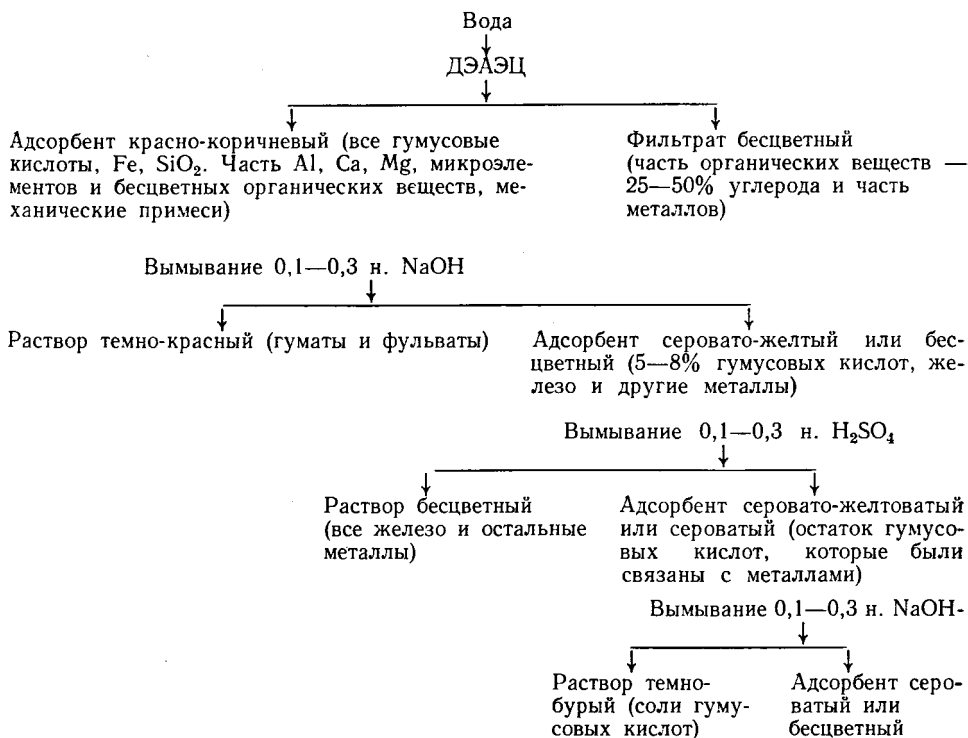 Вода
ДЭАЭЦ
Адсорбент красно-коричневый (все гумусовые
кислоты, Fe, SiO₂. Часть Al, Ca, Mg, микроэле-
ментов и бесцветных органических веществ, ме-
ханические примеси)
Фильтрат бесцветный
(часть органических веществ —
25—50% углерода и часть
металлов)
Вымывание 0,1—0,3 н. NaOH
Раствор темно-красный (гуматы и фульваты)
Адсорбент серовато-желтый или бес-
цветный (5—8% гумусовых кислот, же-
лезо и другие металлы)
Вымывание 0,1—0,3 н. H₂SO₄
Раствор бесцветный
(все железо и остальные
металлы)
Адсорбент серовато-желтоватый
или сероватый (остаток гумусо-
вых кислот, которые были
связаны с металлами)
Вымывание 0,1—0,3 н. NaOH-
Раствор темно-
бурый (соли гуму-
совых кислот)
Адсорбент серо-
ватый или
бесцветный